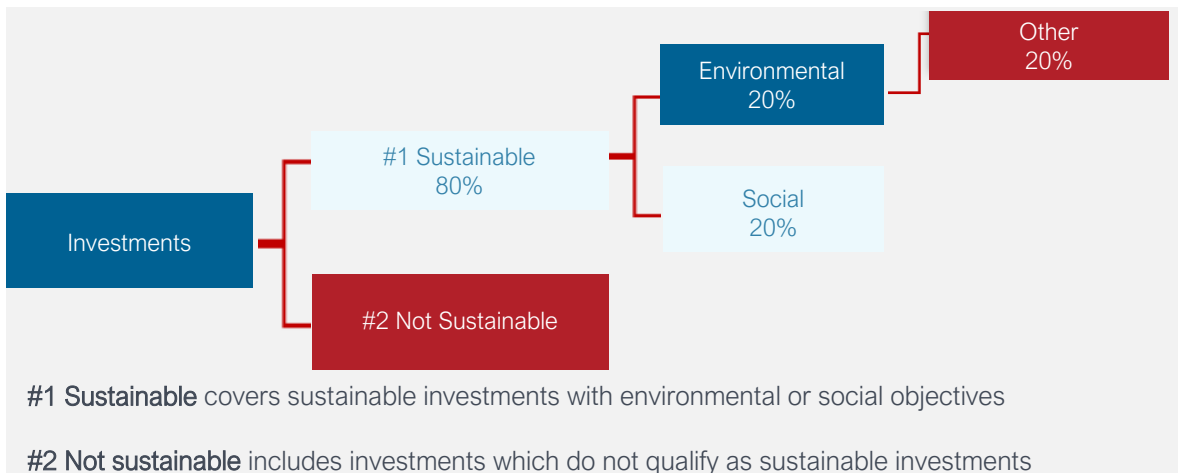 Other
20%
Environmental
20%
#1 Sustainable
80%
Social
20%
Investments
#2 Not Sustainable
#1 Sustainable covers sustainable investments with environmental or social objectives
#2 Not sustainable includes investments which do not qualify as sustainable investments